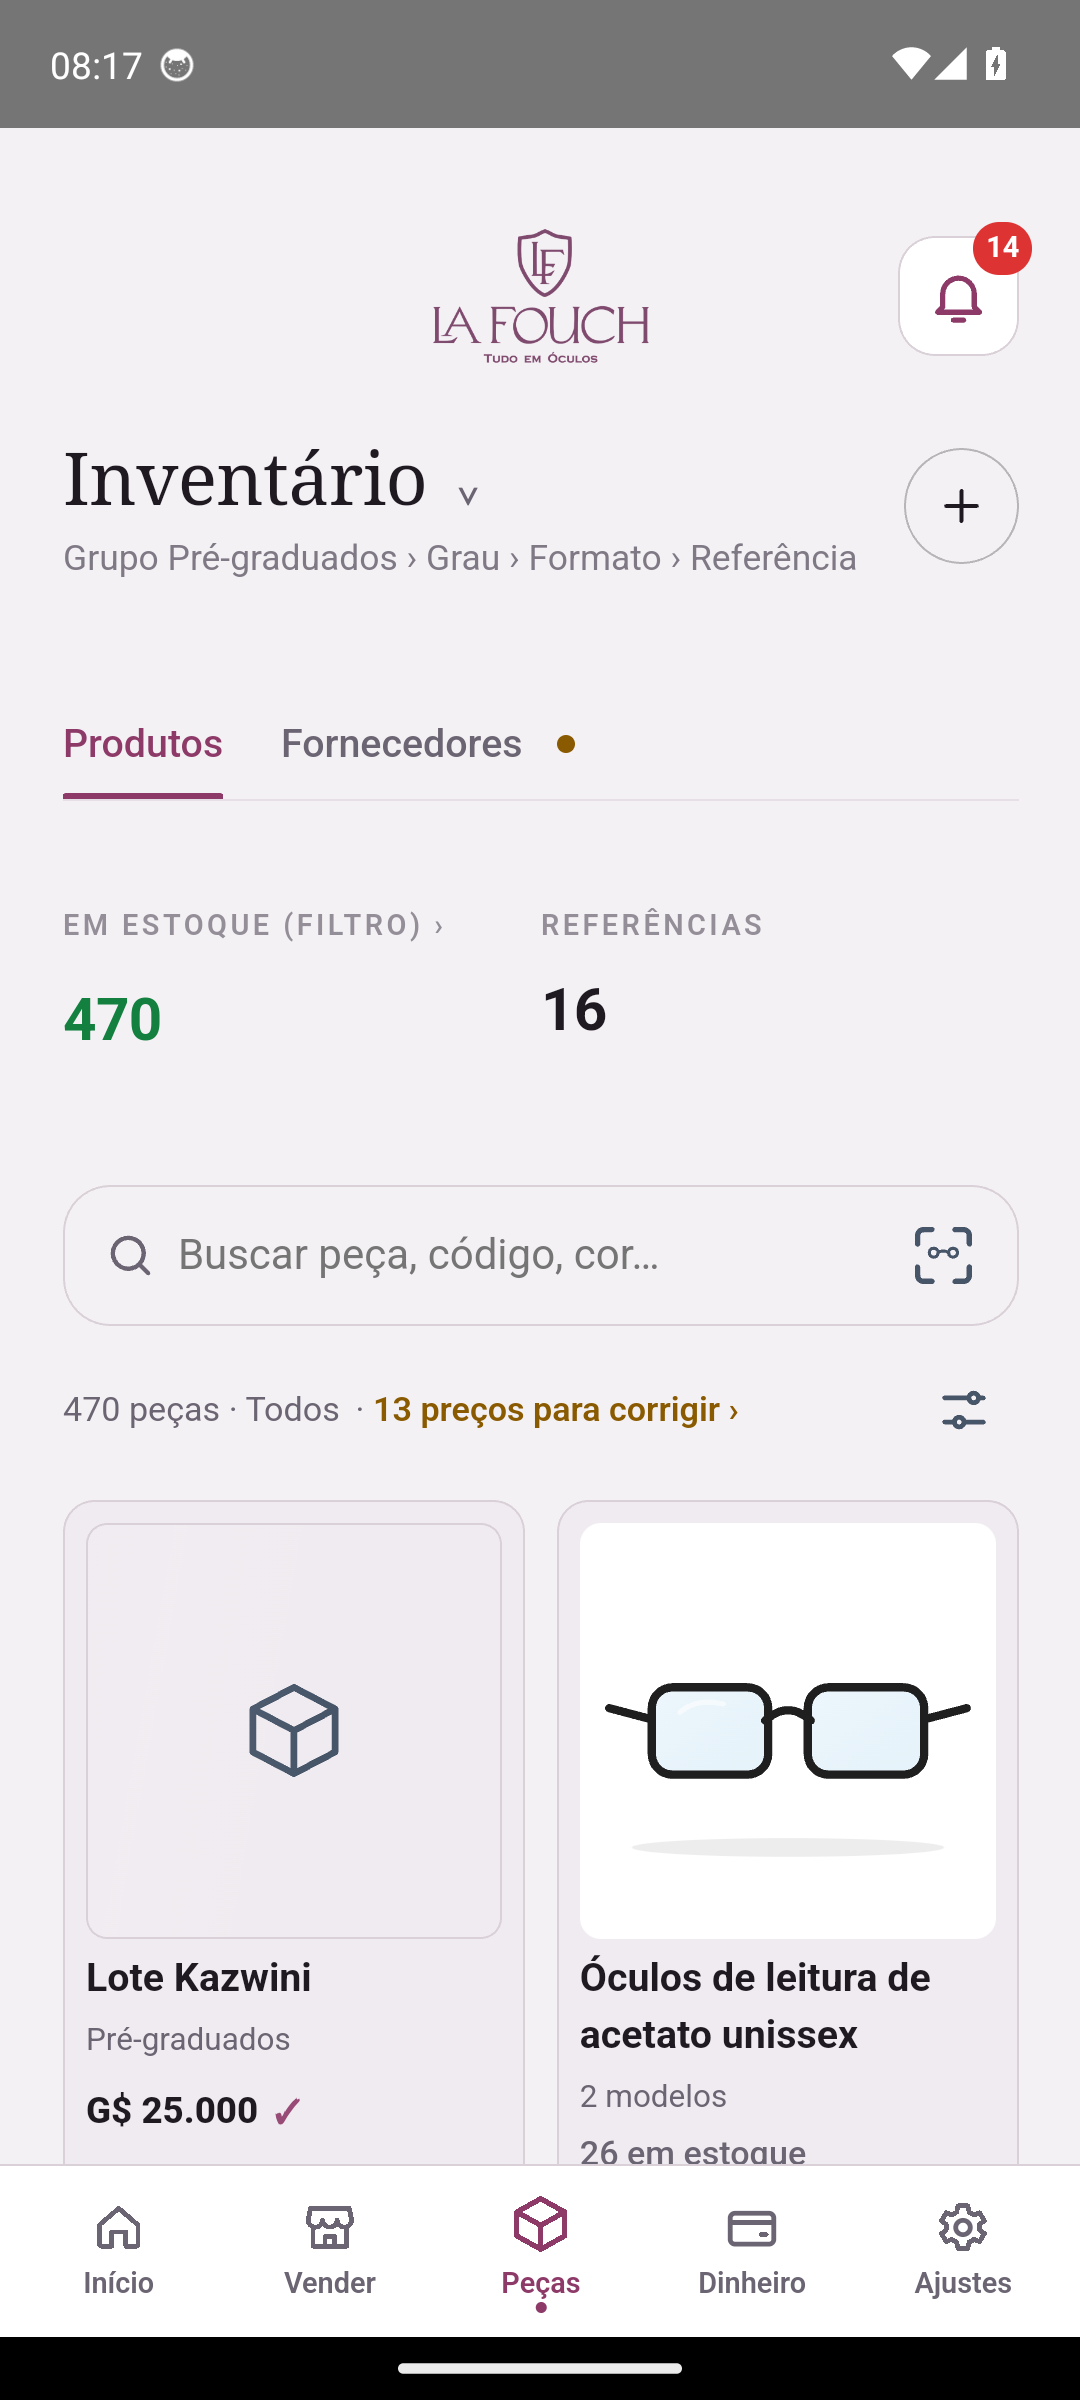 08:17
14
LF
LA FOUCH
TUDO EM ÓCULOS
Inventário
Grupo Pré-graduados › Grau › Formato › Referência
Produtos
Fornecedores
EM ESTOQUE (FILTRO) ›
REFERÊNCIAS
470
16
Buscar peça, código, cor...
470 peças · Todos · 13 preços para corrigir ›
Lote Kazwini
Pré-graduados
G$ 25.000 ✓
Óculos de leitura de
acetato unissex
2 modelos
26 em estoque
Início
Vender
Peças
Dinheiro
Ajustes